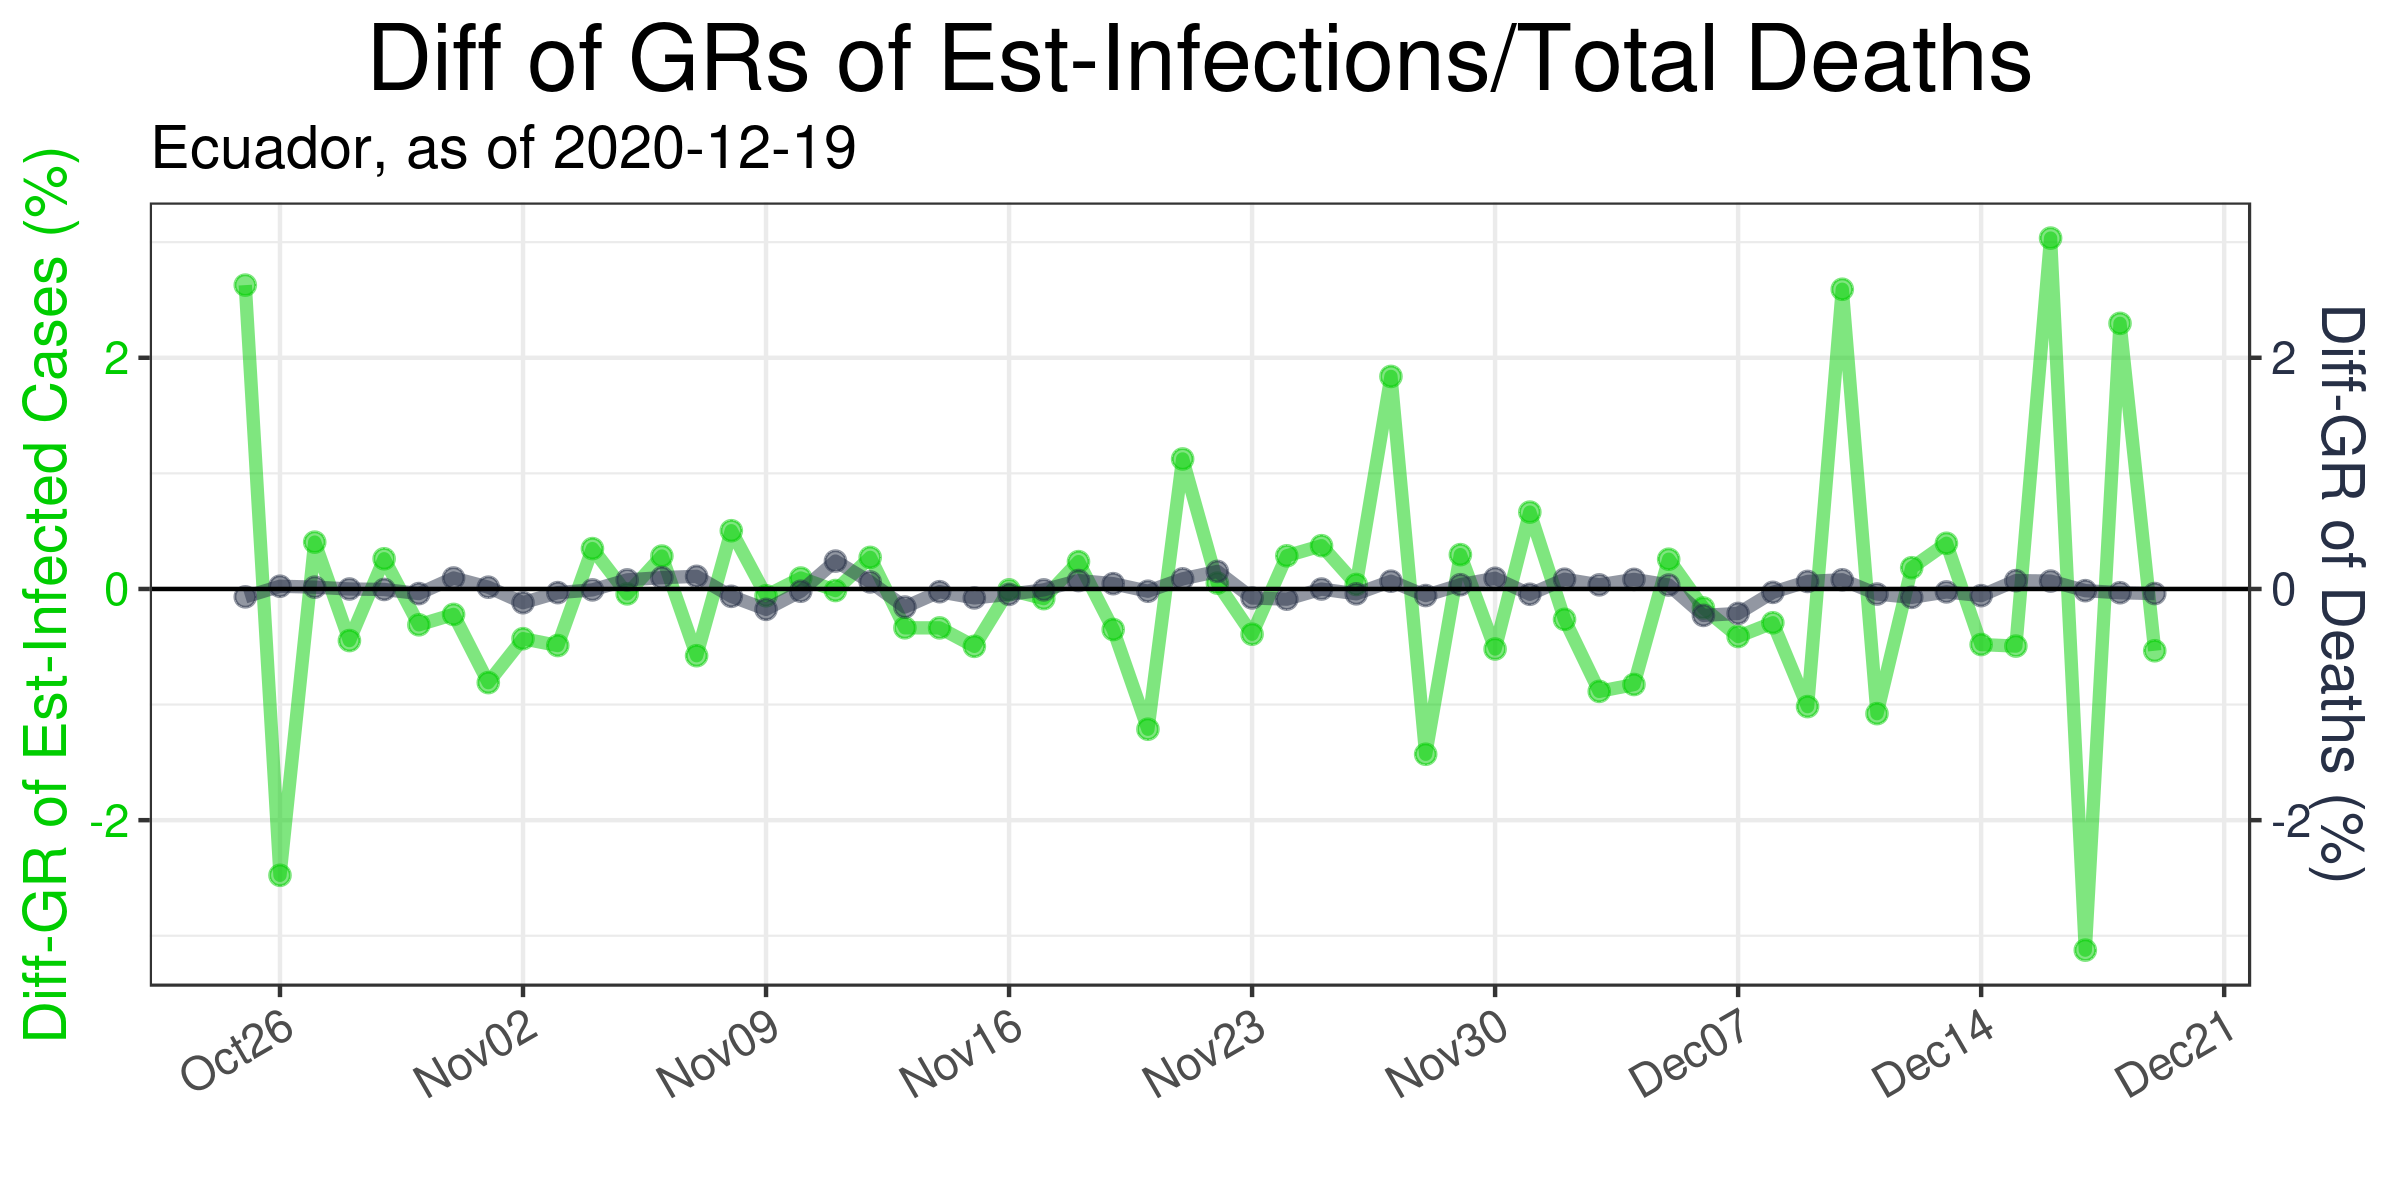 Diff of GRs of Est-Infections/Total Deaths
Ecuador, as of 2020-12-19
Diff-GR of Est-Infected Cases (%)
2
0
-2
2
0
-2
Diff-GR of Deaths (%)
Oct26
Nov02
Nov09
Nov16
Nov23
Nov30
Dec07
Dec14
Dec21